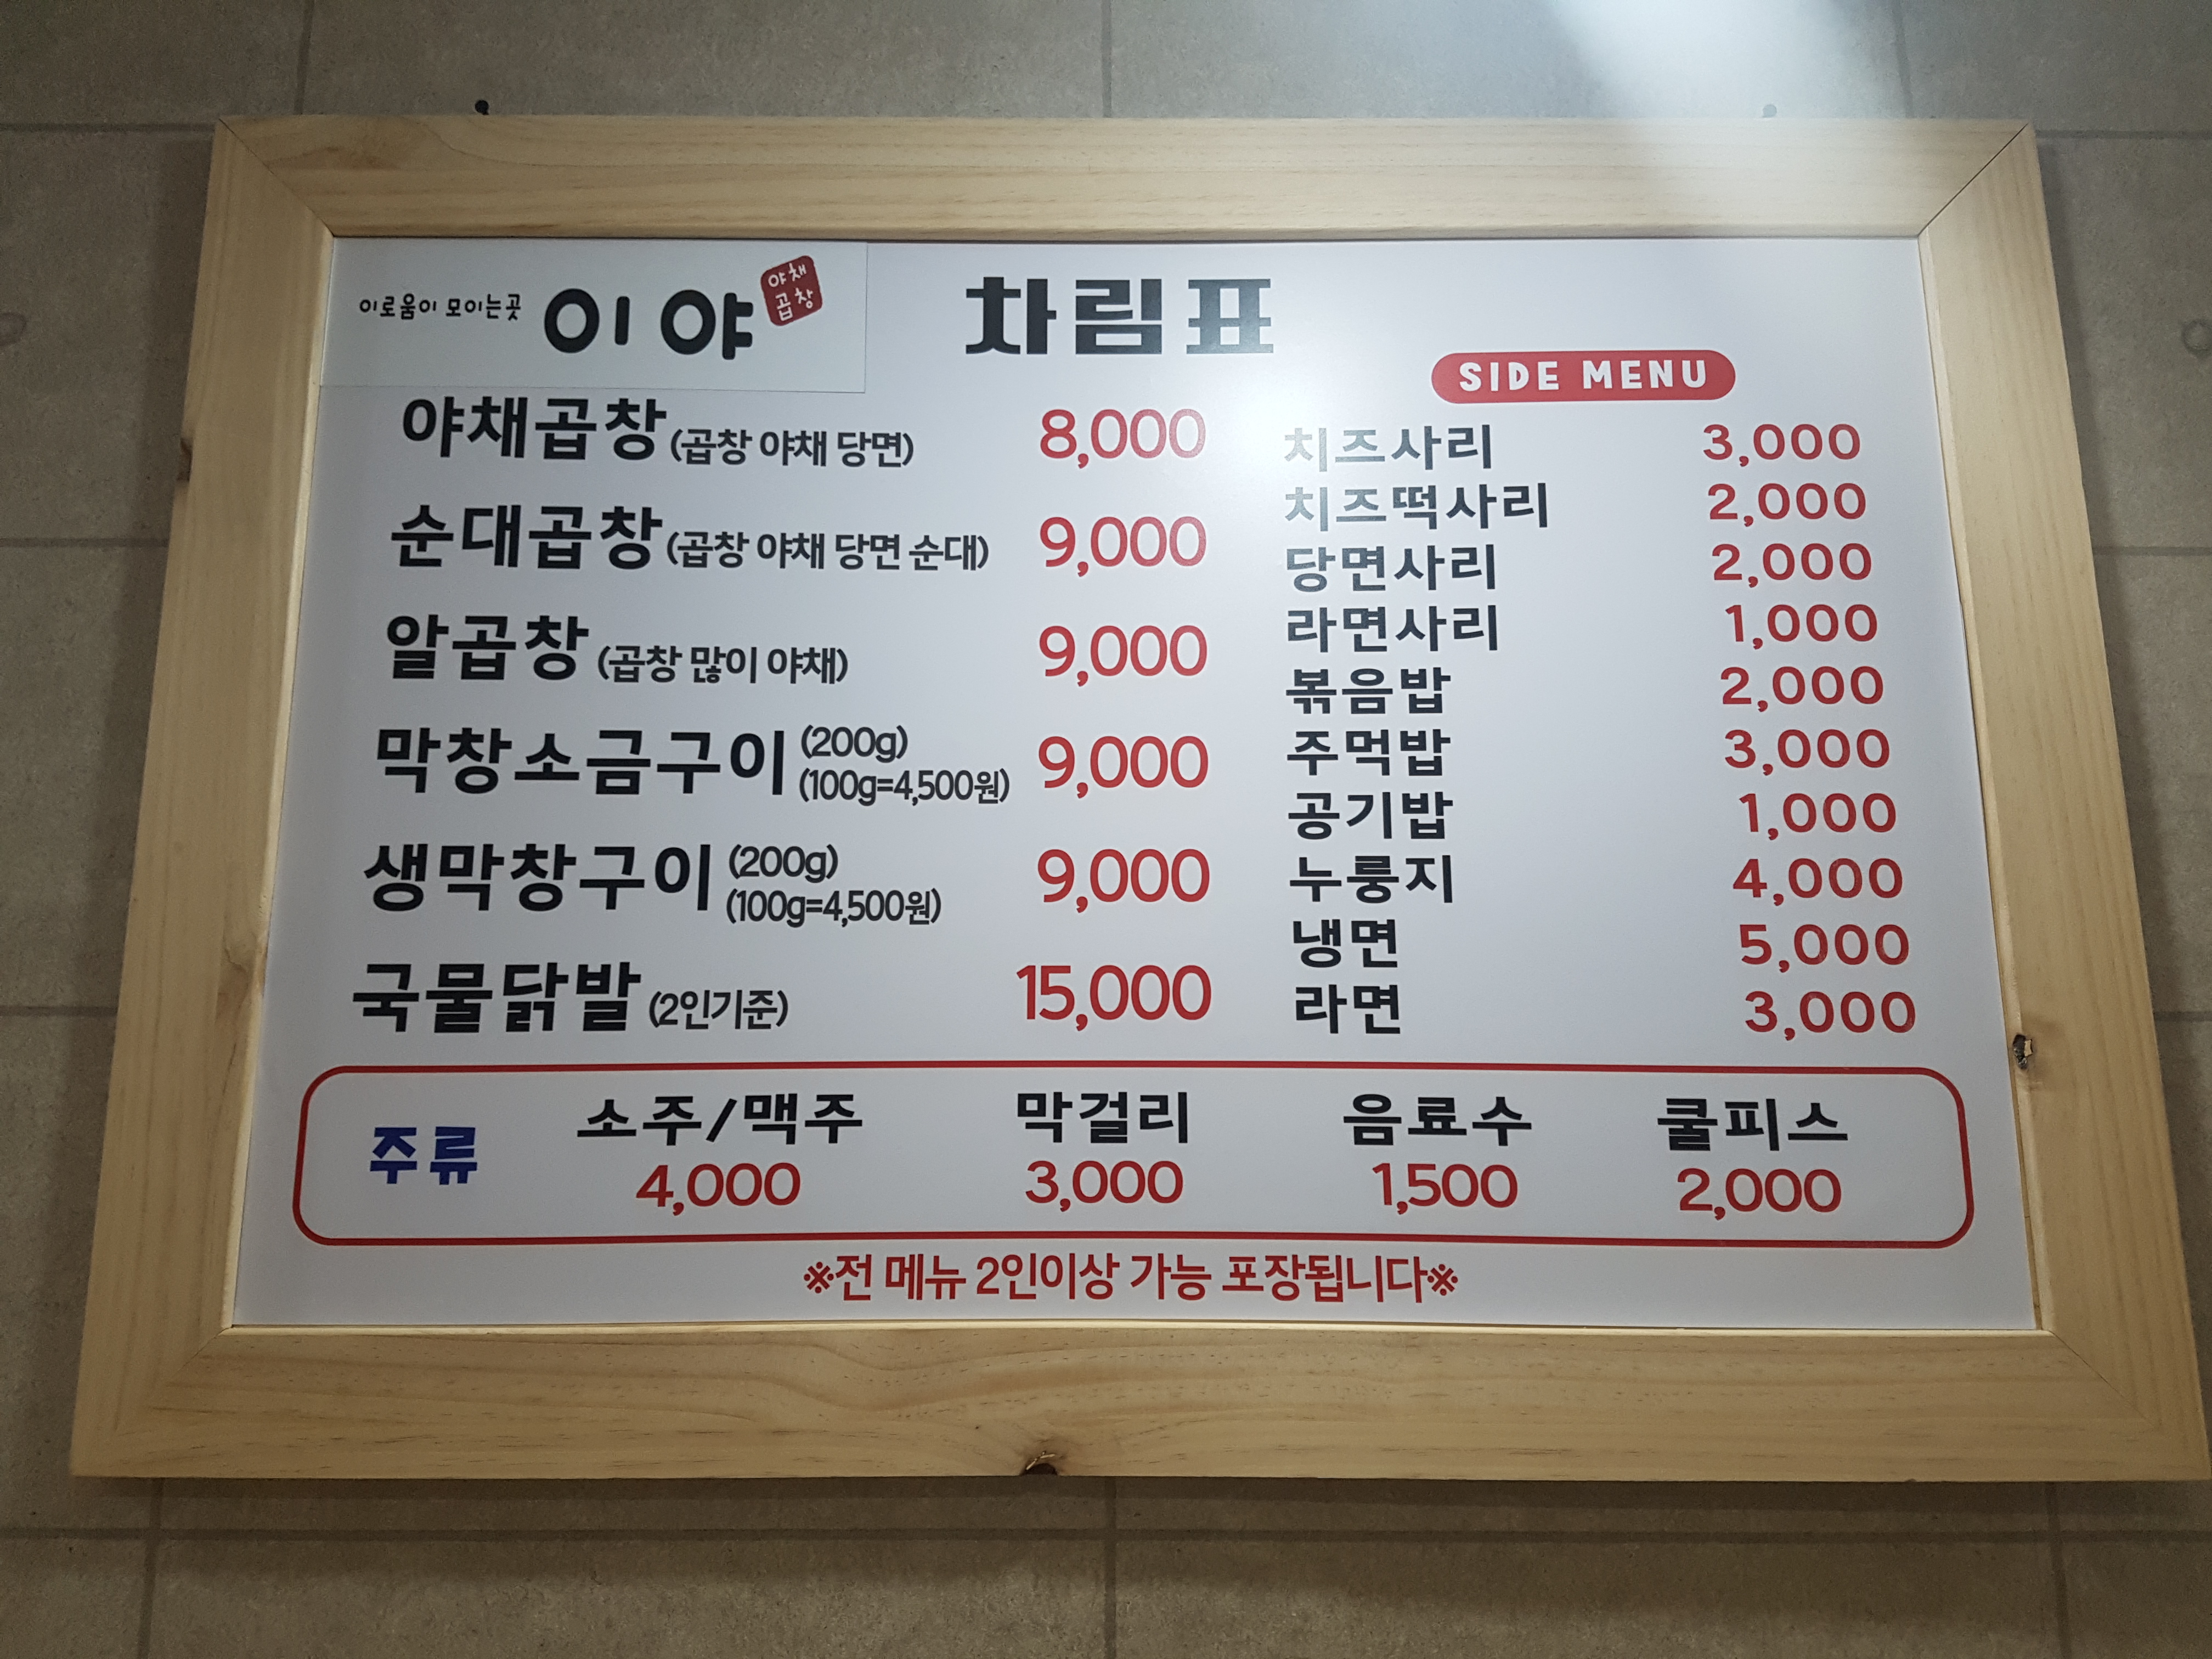 이로움이 모이는곳 이야 야채 곱창
차림표
야채곱창 (곱창 야채 당면) 8,000
순대곱창 (곱창 야채 당면 순대) 9,000
알곱창 (곱창 많이 야채) 9,000
막창소금구이 (200g) (100g=4,500원) 9,000
생막창구이 (200g) (100g=4,500원) 9,000
국물닭발 (2인기준) 15,000
SIDE MENU
치즈사리 3,000
치즈떡사리 2,000
당면사리 2,000
라면사리 1,000
볶음밥 2,000
주먹밥 3,000
공기밥 1,000
누룽지 4,000
냉면 5,000
라면 3,000
주류
소주/맥주 4,000
막걸리 3,000
음료수 1,500
쿨피스 2,000
※전 메뉴 2인이상 가능 포장됩니다※